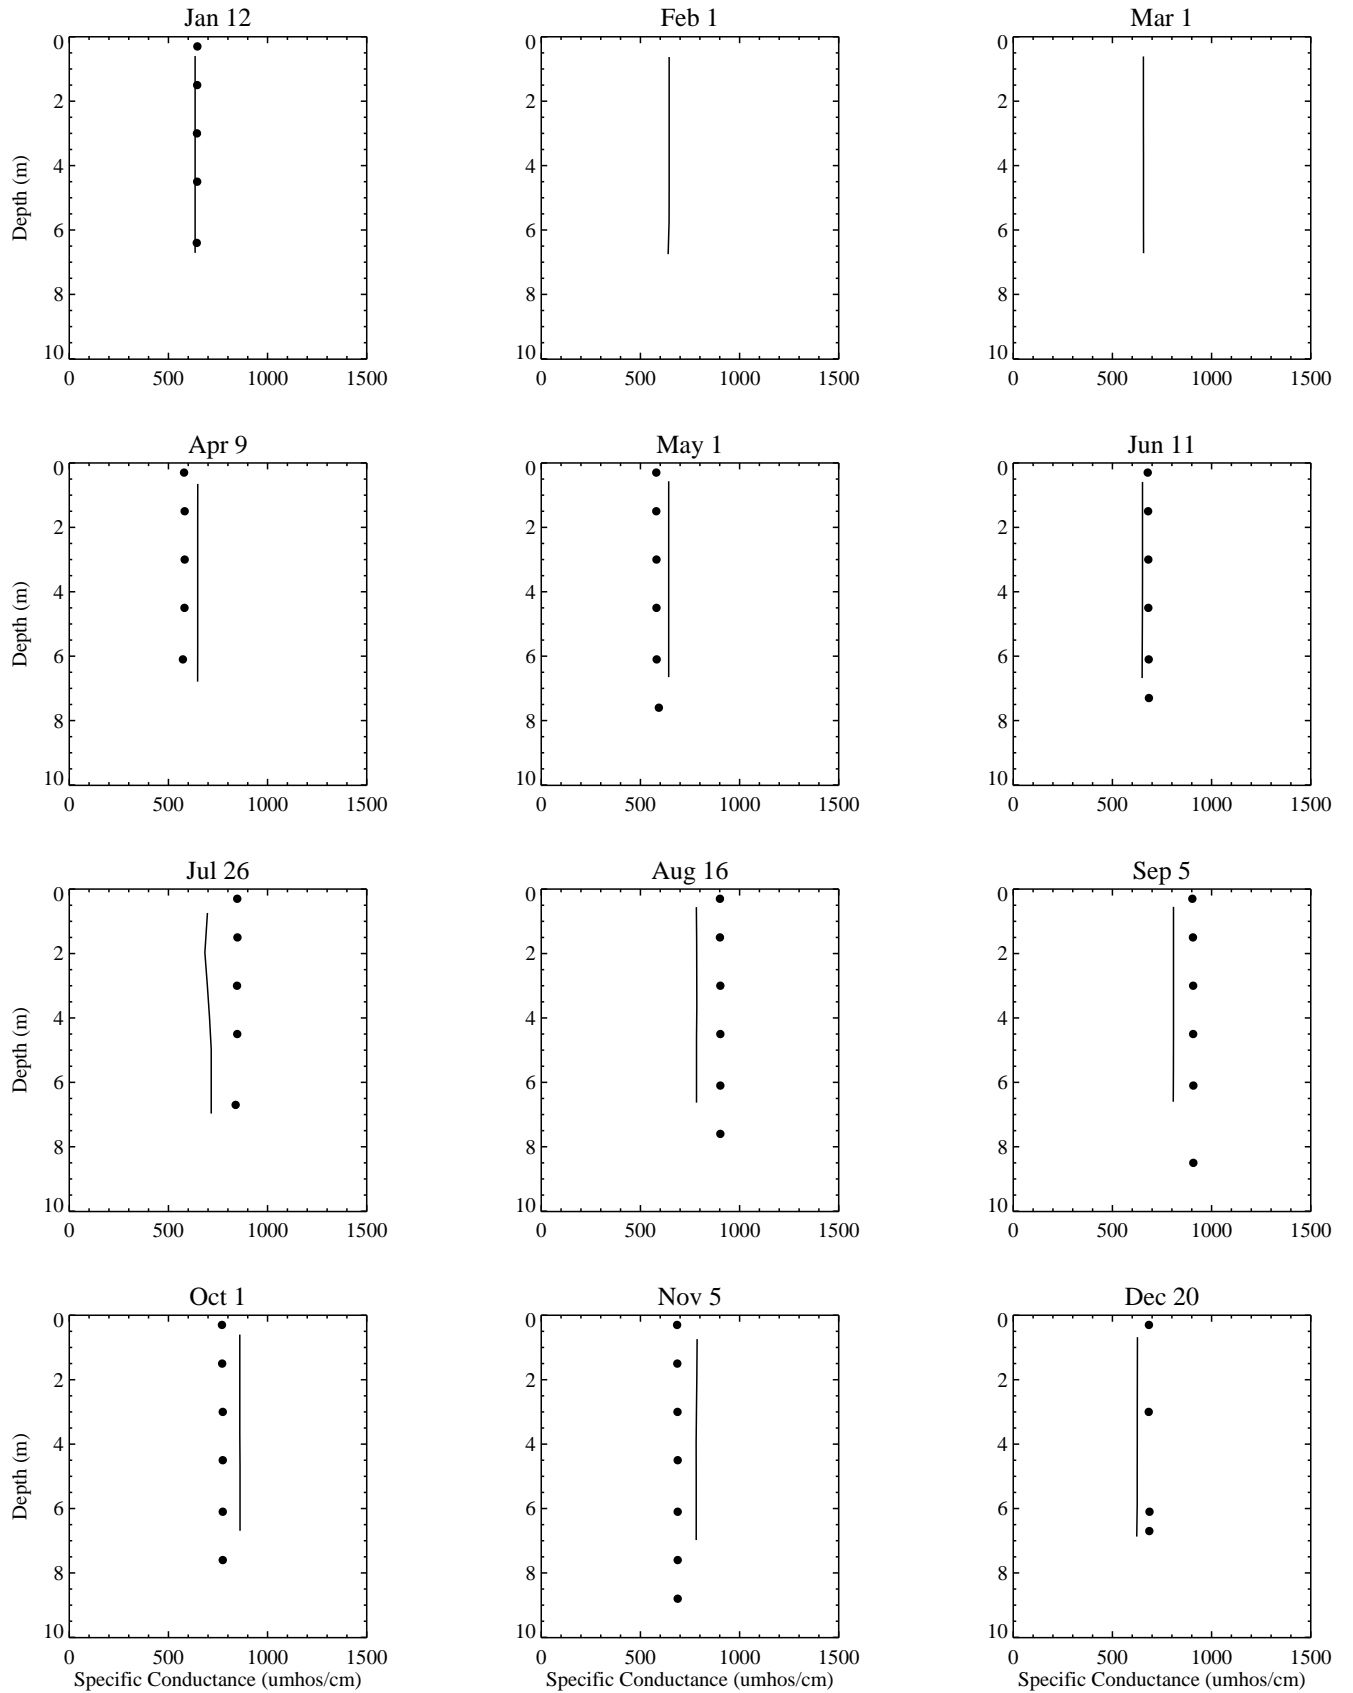 Jan 12 Feb 1 Mar 1
0 0 0
2 2 2
4 4 4
6 6 6
8 8 8
10 10 10
0 500 1000 1500 0 500 1000 1500 0 500 1000 1500
Depth (m)
Apr 9 May 1 Jun 11
0 0 0
2 2 2
4 4 4
6 6 6
8 8 8
10 10 10
0 500 1000 1500 0 500 1000 1500 0 500 1000 1500
Depth (m)
Jul 26 Aug 16 Sep 5
0 0 0
2 2 2
4 4 4
6 6 6
8 8 8
10 10 10
0 500 1000 1500 0 500 1000 1500 0 500 1000 1500
Depth (m)
Oct 1 Nov 5 Dec 20
0 0 0
2 2 2
4 4 4
6 6 6
8 8 8
10 10 10
0 500 1000 1500 0 500 1000 1500 0 500 1000 1500
Depth (m)
Specific Conductance (umhos/cm) Specific Conductance (umhos/cm) Specific Conductance (umhos/cm)